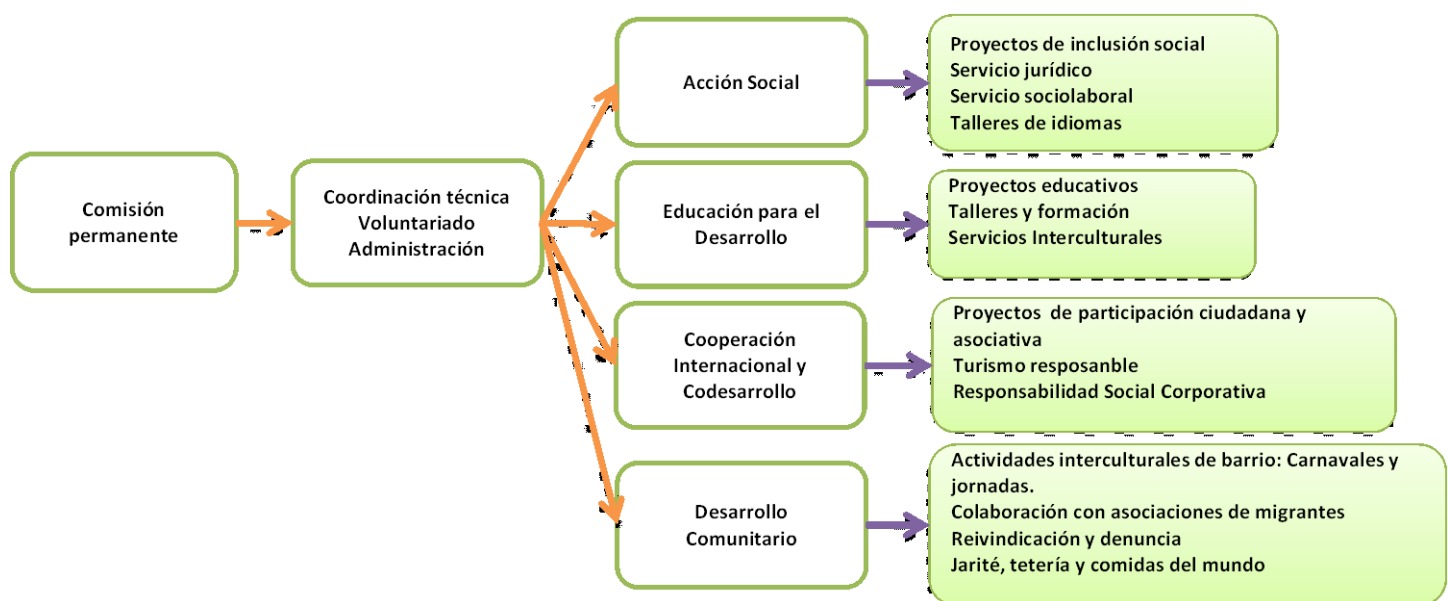 Comisión
permanente
Coordinación técnica
Voluntariado
Administración
Acción Social
Proyectos de inclusión social
Servicio jurídico
Servicio sociolaboral
Talleres de idiomas
Educación para el
Desarrollo
Proyectos educativos
Talleres y formación
Servicios Interculturales
Cooperación
Internacional y
Codesarrollo
Proyectos de participación ciudadana y
asociativa
Turismo resposanble
Responsabilidad Social Corporativa
Desarrollo
Comunitario
Actividades interculturales de barrio: Carnavales y
jornadas.
Colaboración con asociaciones de migrantes
Reivindicación y denuncia
Jarité, tetería y comidas del mundo